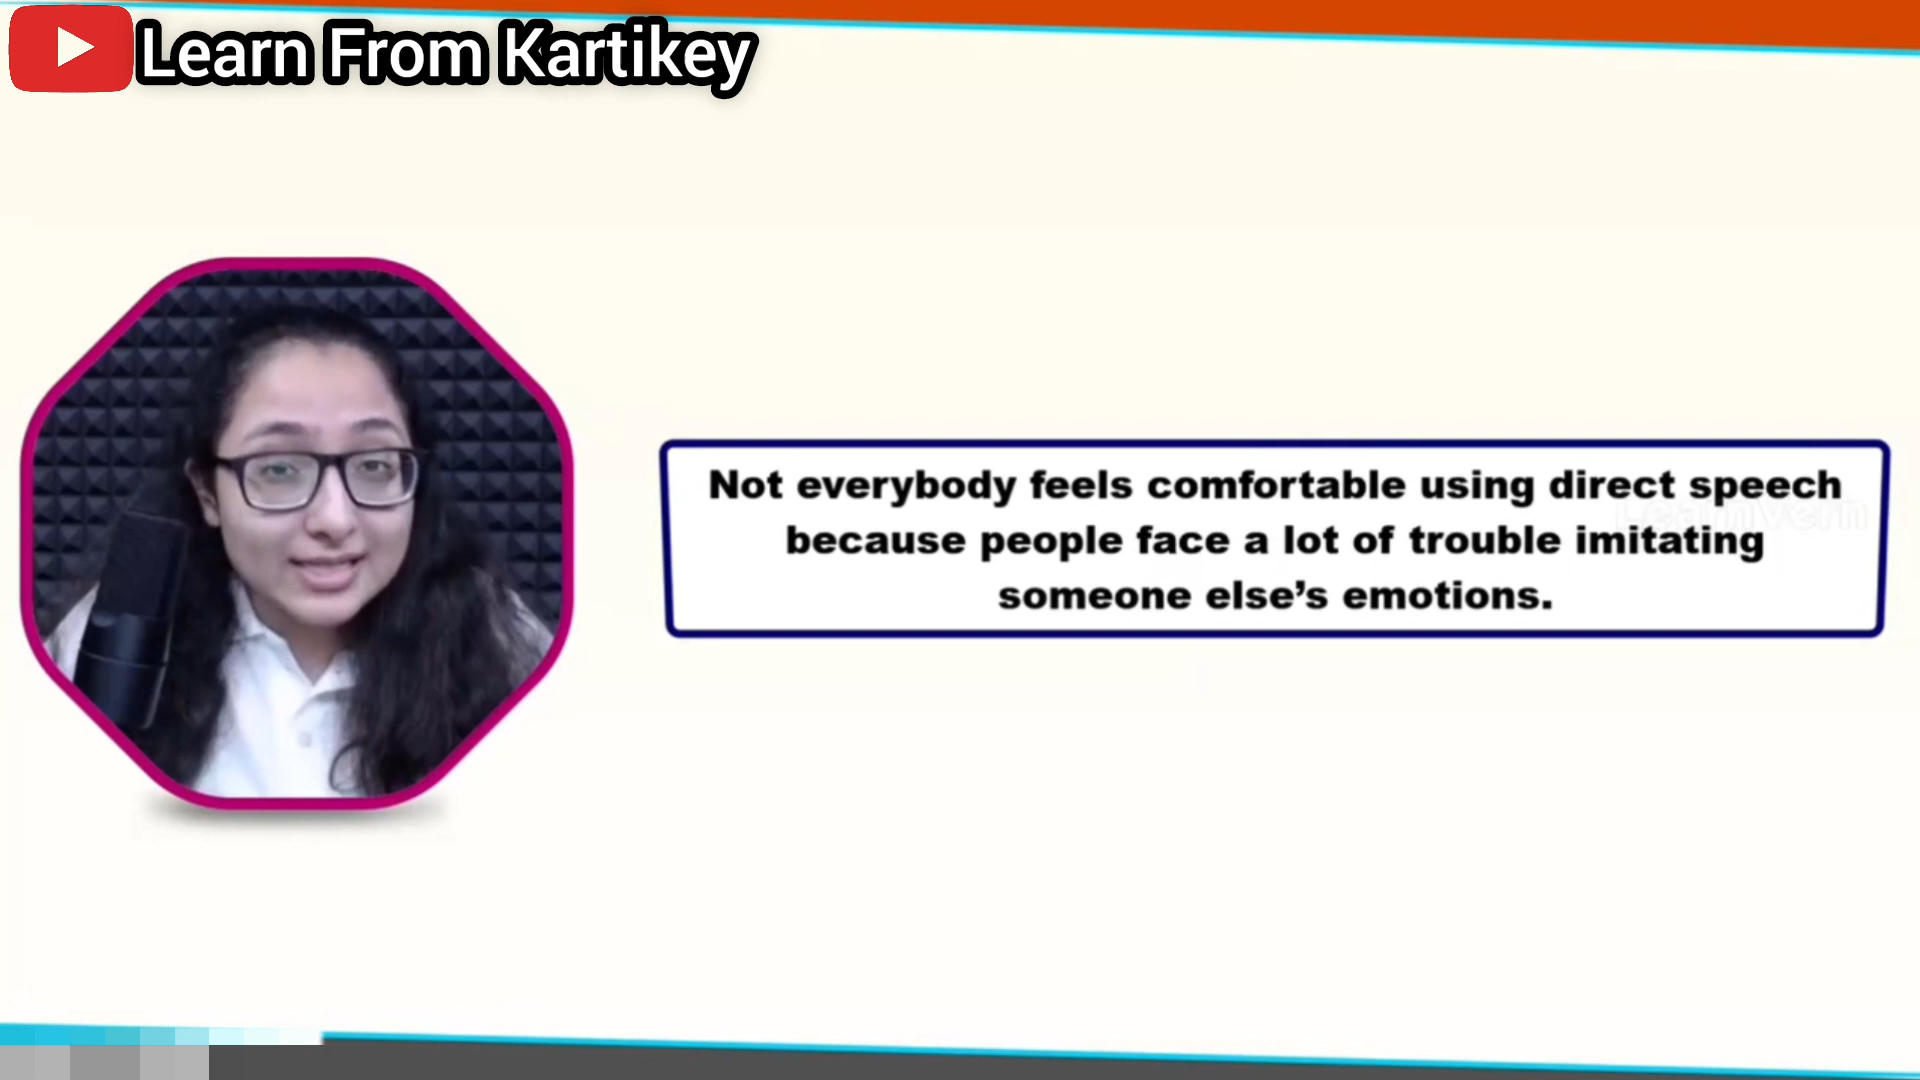 Learn From Kartikey
Not everybody feels comfortable using direct speech
because people face a lot of trouble imitating
someone else’s emotions.
LearnVern